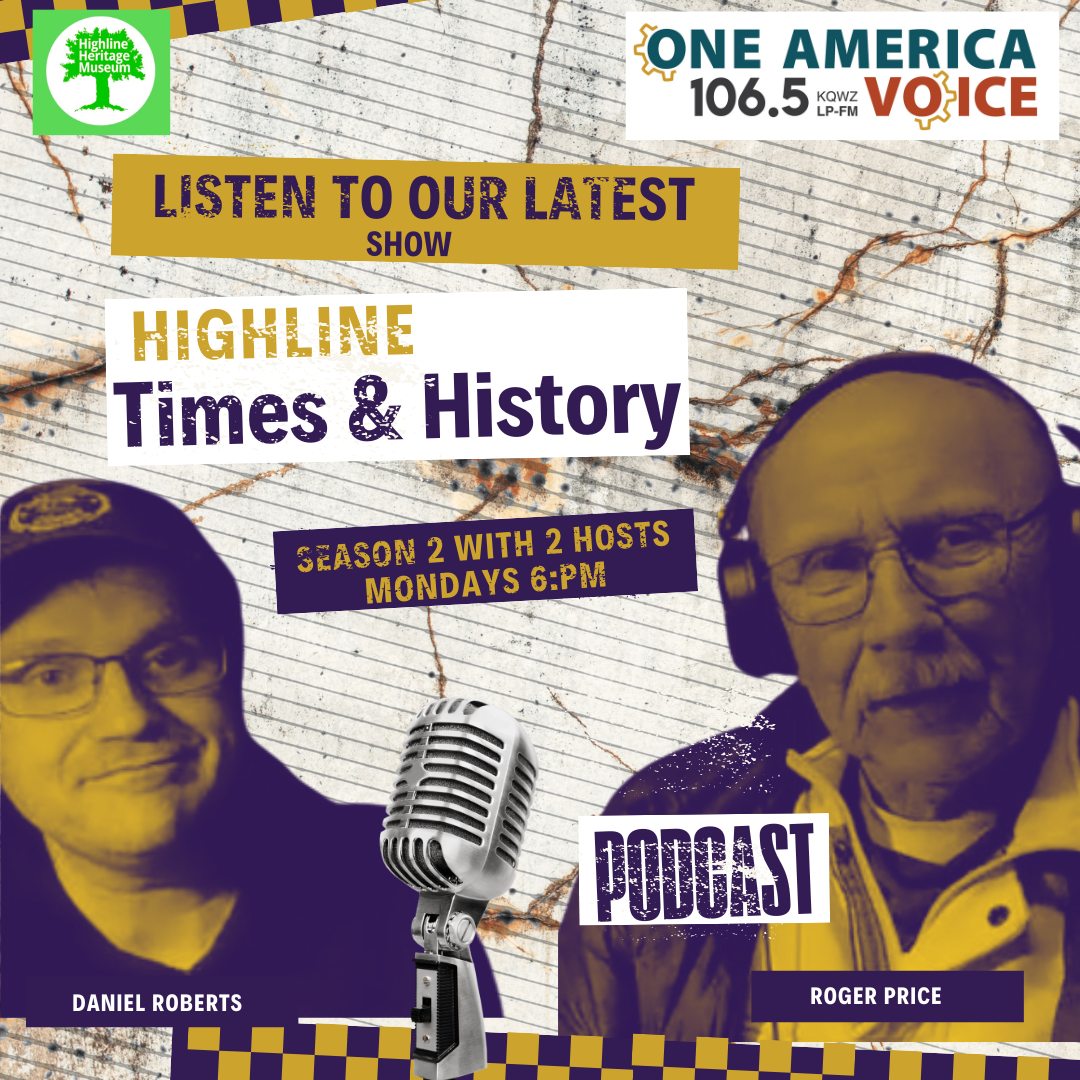 Highline
Heritage
Museum
ONE AMERICA
106.5 KQWZ LP-FM VOICE
LISTEN TO OUR LATEST
SHOW
HIGHLINE
Times & History
SEASON 2 WITH 2 HOSTS
MONDAYS 6:PM
PODCAST
DANIEL ROBERTS
ROGER PRICE